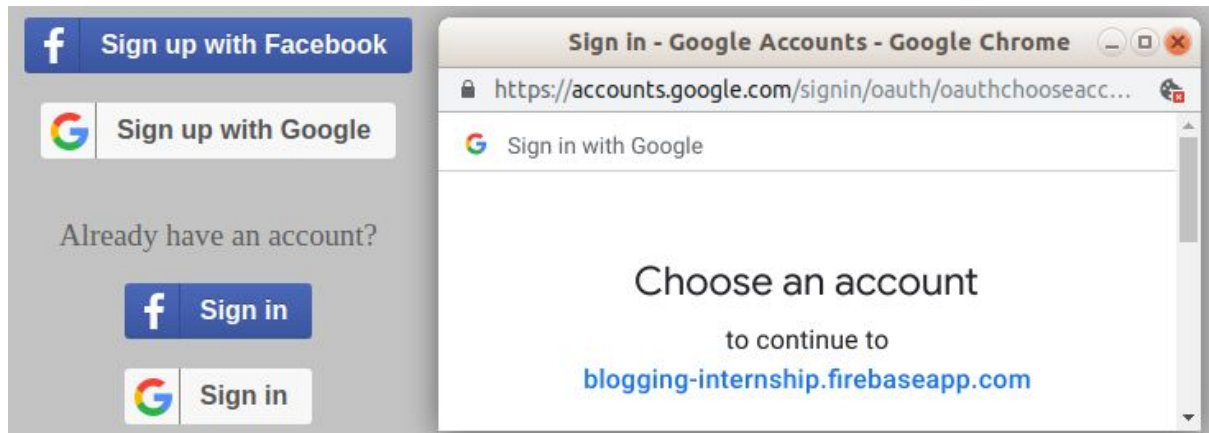 Sign up with Facebook
Sign up with Google
Already have an account?
Sign in
Sign in
Sign in - Google Accounts - Google Chrome
https://accounts.google.com/signin/oauth/oauthchooseacc...
Sign in with Google
Choose an account
to continue to
blogging-internship.firebaseapp.com